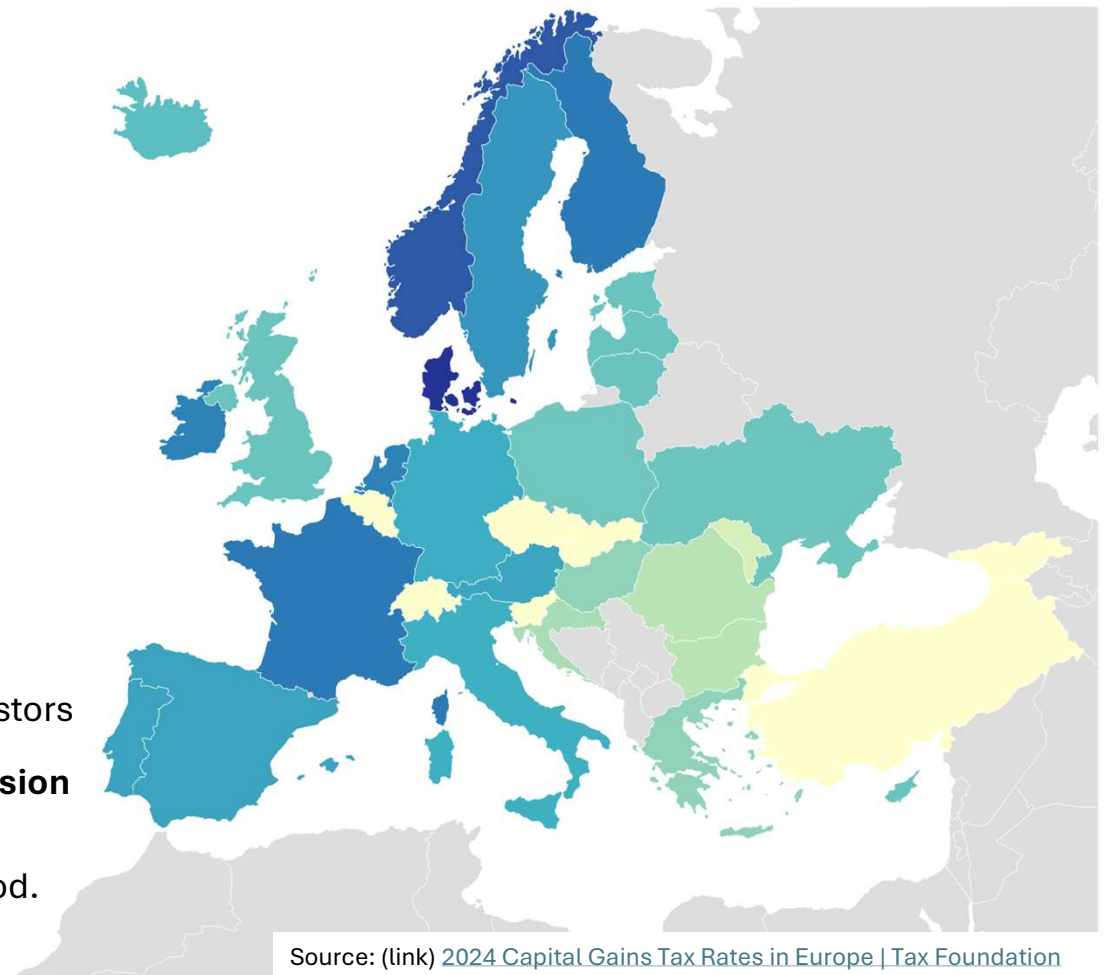 stors
sion
od.
Source: (link) 2024 Capital Gains Tax Rates in Europe | Tax Foundation